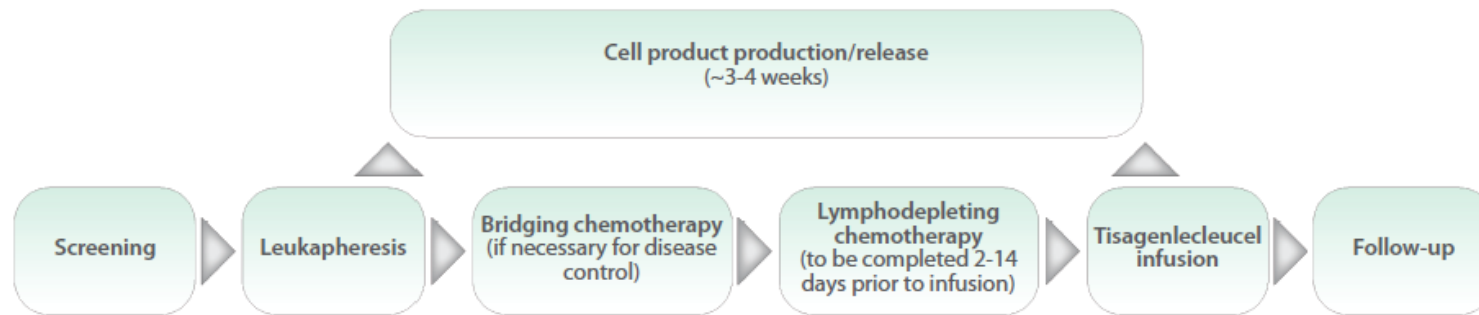 Cell product production/release
(~3-4 weeks)
Screening
Leukapheresis
Bridging chemotherapy
(if necessary for disease
control)
Lymphodepleting
chemotherapy
(to be completed 2-14
days prior to infusion)
Tisagenlecleucel
infusion
Follow-up